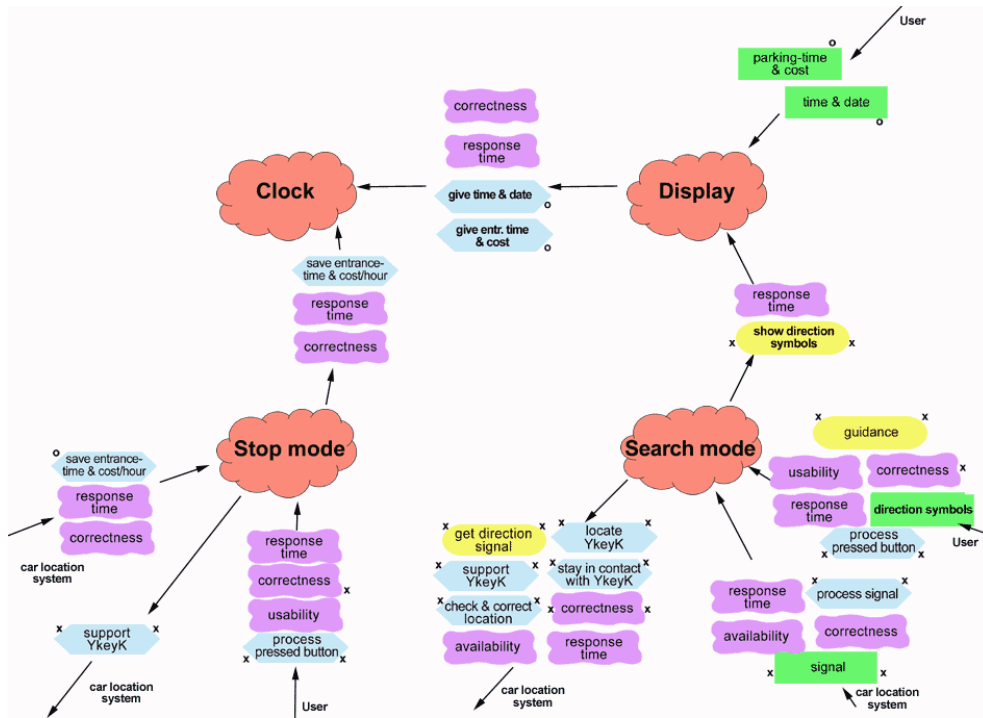 User
parking-time
& cost
time & date
correctness
response
time
Clock
give time & date
Display
give entr. time
& cost
save entrance-
time & cost/hour
response
time
correctness
response
time
show direction
symbols
Stop mode
Search mode
save entrance-
time & cost/hour
response
time
correctness
car location
system
support
YkeyK
car location
system
response
time
correctness
usability
process
pressed button
User
get direction
signal
locate
YkeyK
support
YkeyK
stay in contact
with YkeyK
check & correct
location
correctness
availability
response
time
car location
system
guidance
usability
correctness
response
time
direction symbols
process
pressed button
User
response
time
process signal
availability
correctness
signal
car location
system